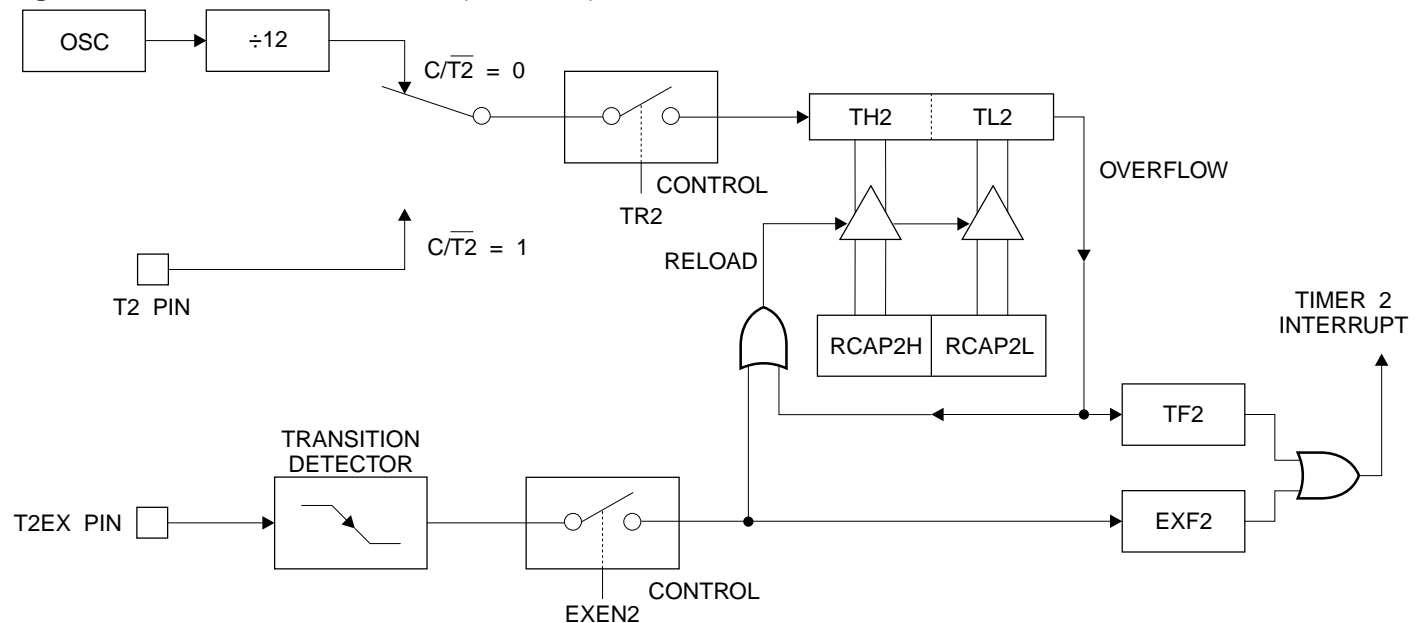 OSC
÷12
C/T2 = 0
TH2
TL2
OVERFLOW
CONTROL
TR2
C/T2 = 1
RELOAD
T2 PIN
TIMER 2
INTERRUPT
RCAP2H
RCAP2L
TF2
TRANSITION
DETECTOR
T2EX PIN
EXF2
CONTROL
EXEN2